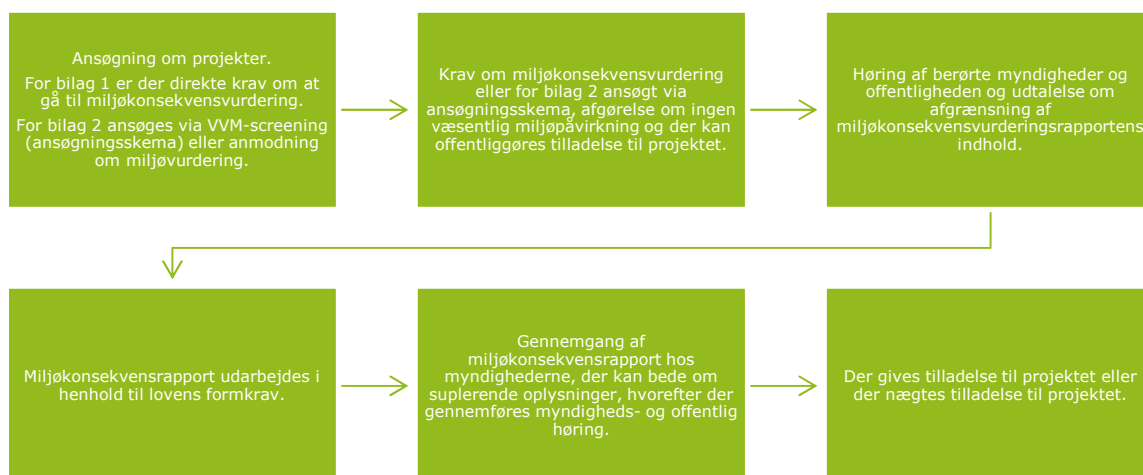 Ansøgning om projekter.
For bilag 1 er der direkte krav om at
gå til miljøkonsekvensvurdering.
For bilag 2 ansøges via VVM-screening
(ansøgningsskema) eller anmodning
om miljøvurdering.
Krav om miljøkonsekvensvurdering
eller for bilag 2 ansøgt via
ansøgningsskema, afgørelse om ingen
væsentlig miljøpåvirkning og der kan
offentliggøres tilladelse til projektet.
Høring af berørte myndigheder og
offentligheden og udtalelse om
afgrænsning af
miljøkonsekvensvurderingsrapportens
indhold.
Miljøkonsekvensrapport udarbejdes i
henhold til lovens formkrav.
Gennemgang af
miljøkonsekvensrapport hos
myndighederne, der kan bede om
suplerende oplysninger, hvorefter der
gennemføres myndigheds- og offentlig
høring.
Der gives tilladelse til projektet eller
der nægtes tilladelse til projektet.